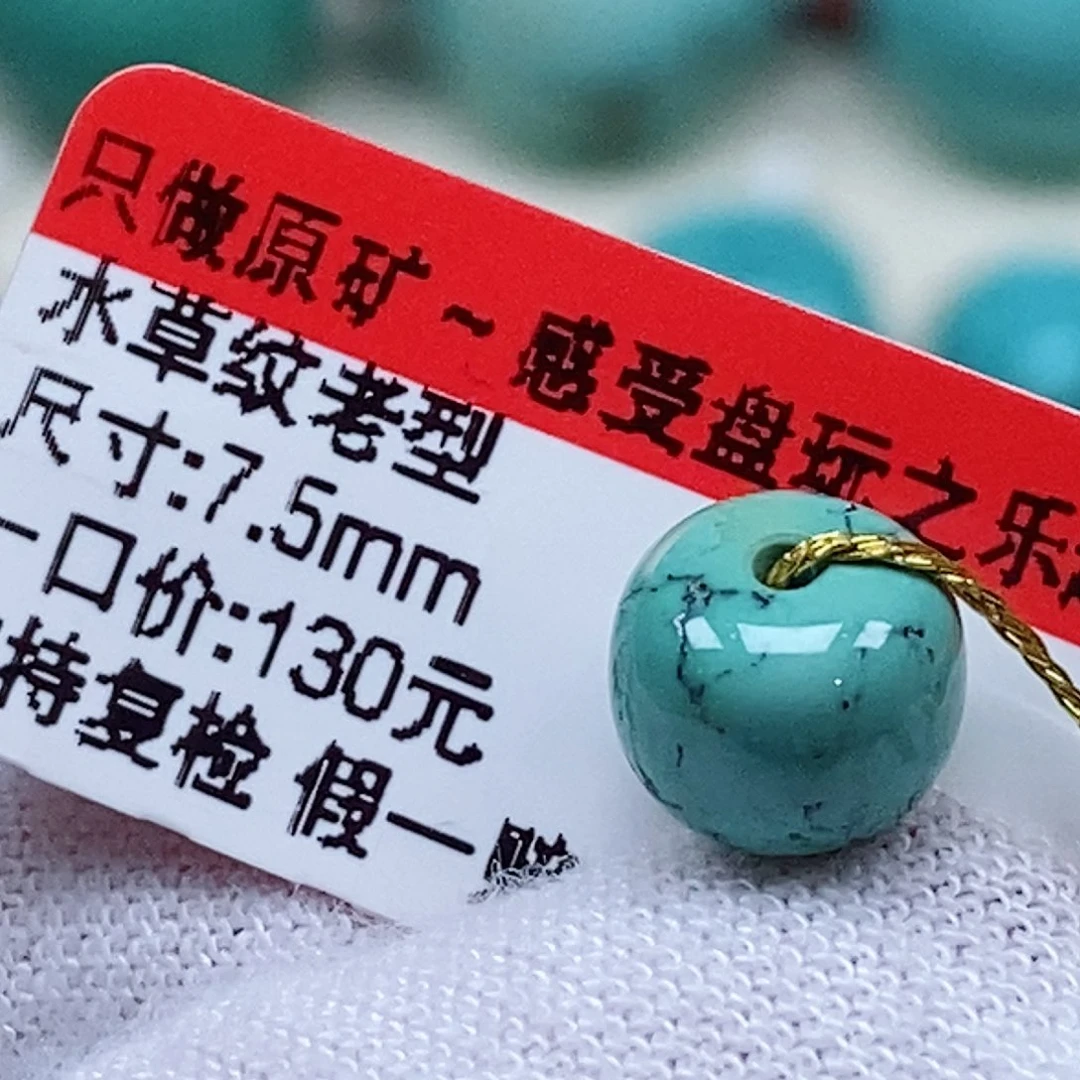 只做原矿~感受盘玩之乐
水草纹老型
尺寸:7.5mm
一口价:130元
持复检 假一